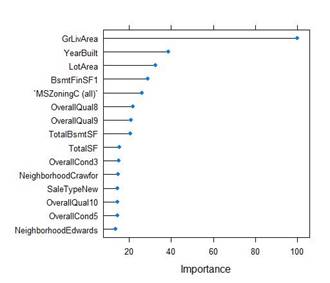 GrLivArea
YearBuilt
LotArea
BsmtFinSF1
`MSZoningC (all)`
OverallQual8
OverallQual9
TotalBsmtSF
TotalSF
OverallCond3
NeighborhoodCrawfor
SaleTypeNew
OverallQual10
OverallCond5
NeighborhoodEdwards
20 40 60 80 100
Importance